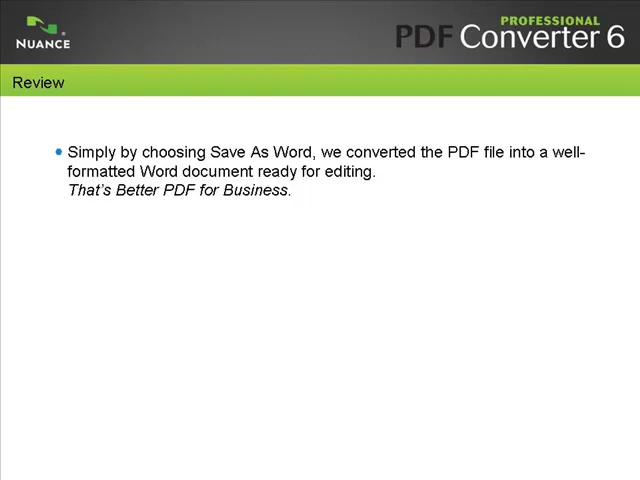 NUANCE
PROFESSIONAL
PDF Converter 6
Review
Simply by choosing Save As Word, we converted the PDF file into a well-
formatted Word document ready for editing.
That's Better PDF for Business.